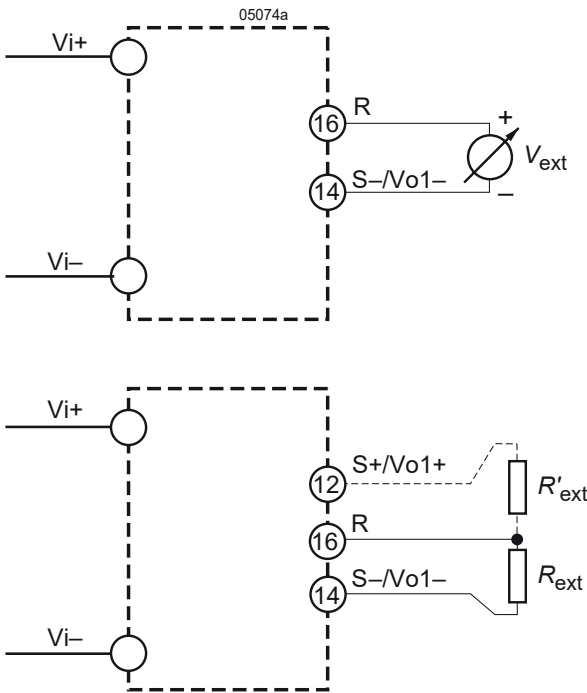 05074a
Vi+
16
R
+
Vext
14
S–/Vo1–
–
Vi–
Vi+
12
S+/Vo1+
R'ext
16
R
14
S–/Vo1–
Rext
Vi–